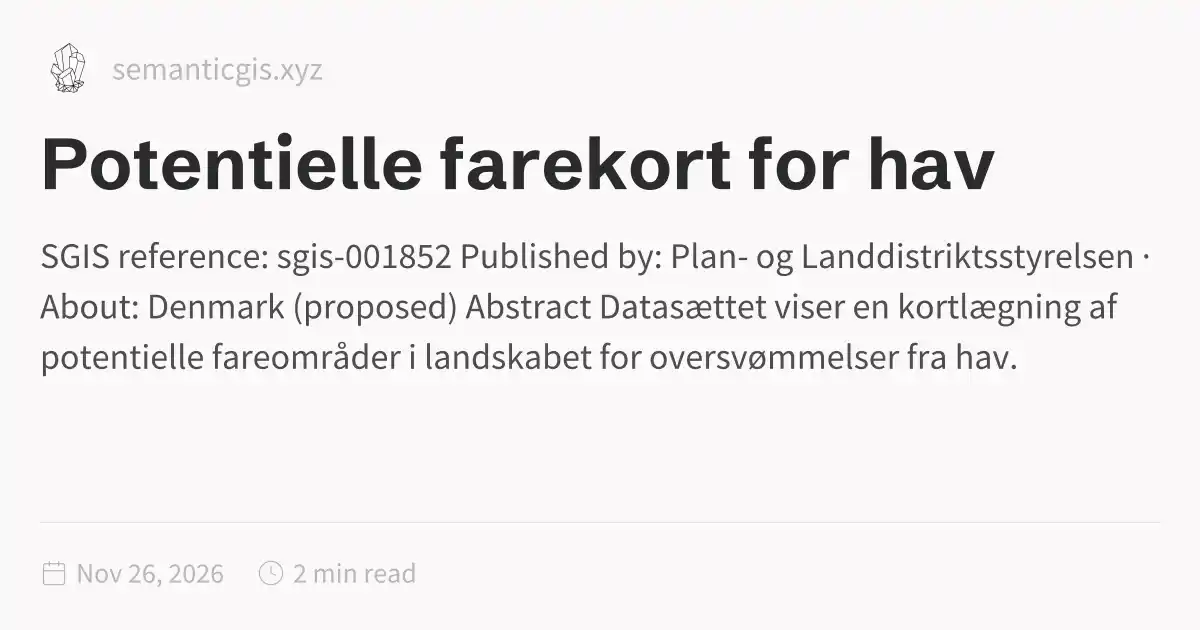 semanticgis.xyz
Potentielle farekort for hav
SGIS reference: sgis-001852 Published by: Plan- og Landdistriktsstyrelsen ·
About: Denmark (proposed) Abstract Datasættet viser en kortlægning af
potentielle fareområder i landskabet for oversvømmelser fra hav.
Nov 26, 2026 2 min read